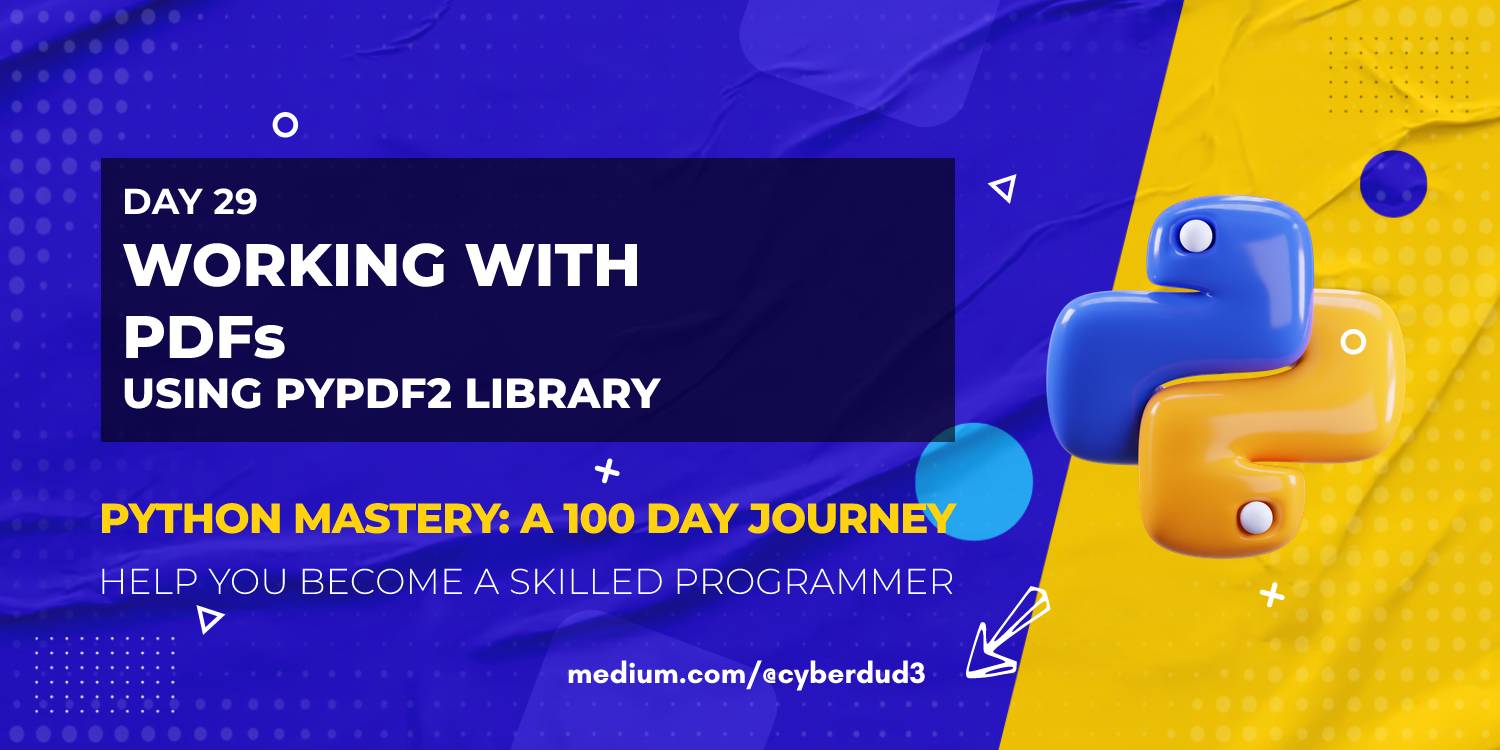 DAY 29
WORKING WITH
PDFs
USING PYPDF2 LIBRARY
PYTHON MASTERY: A 100 DAY JOURNEY
HELP YOU BECOME A SKILLED PROGRAMMER
medium.com/@cyberdud3